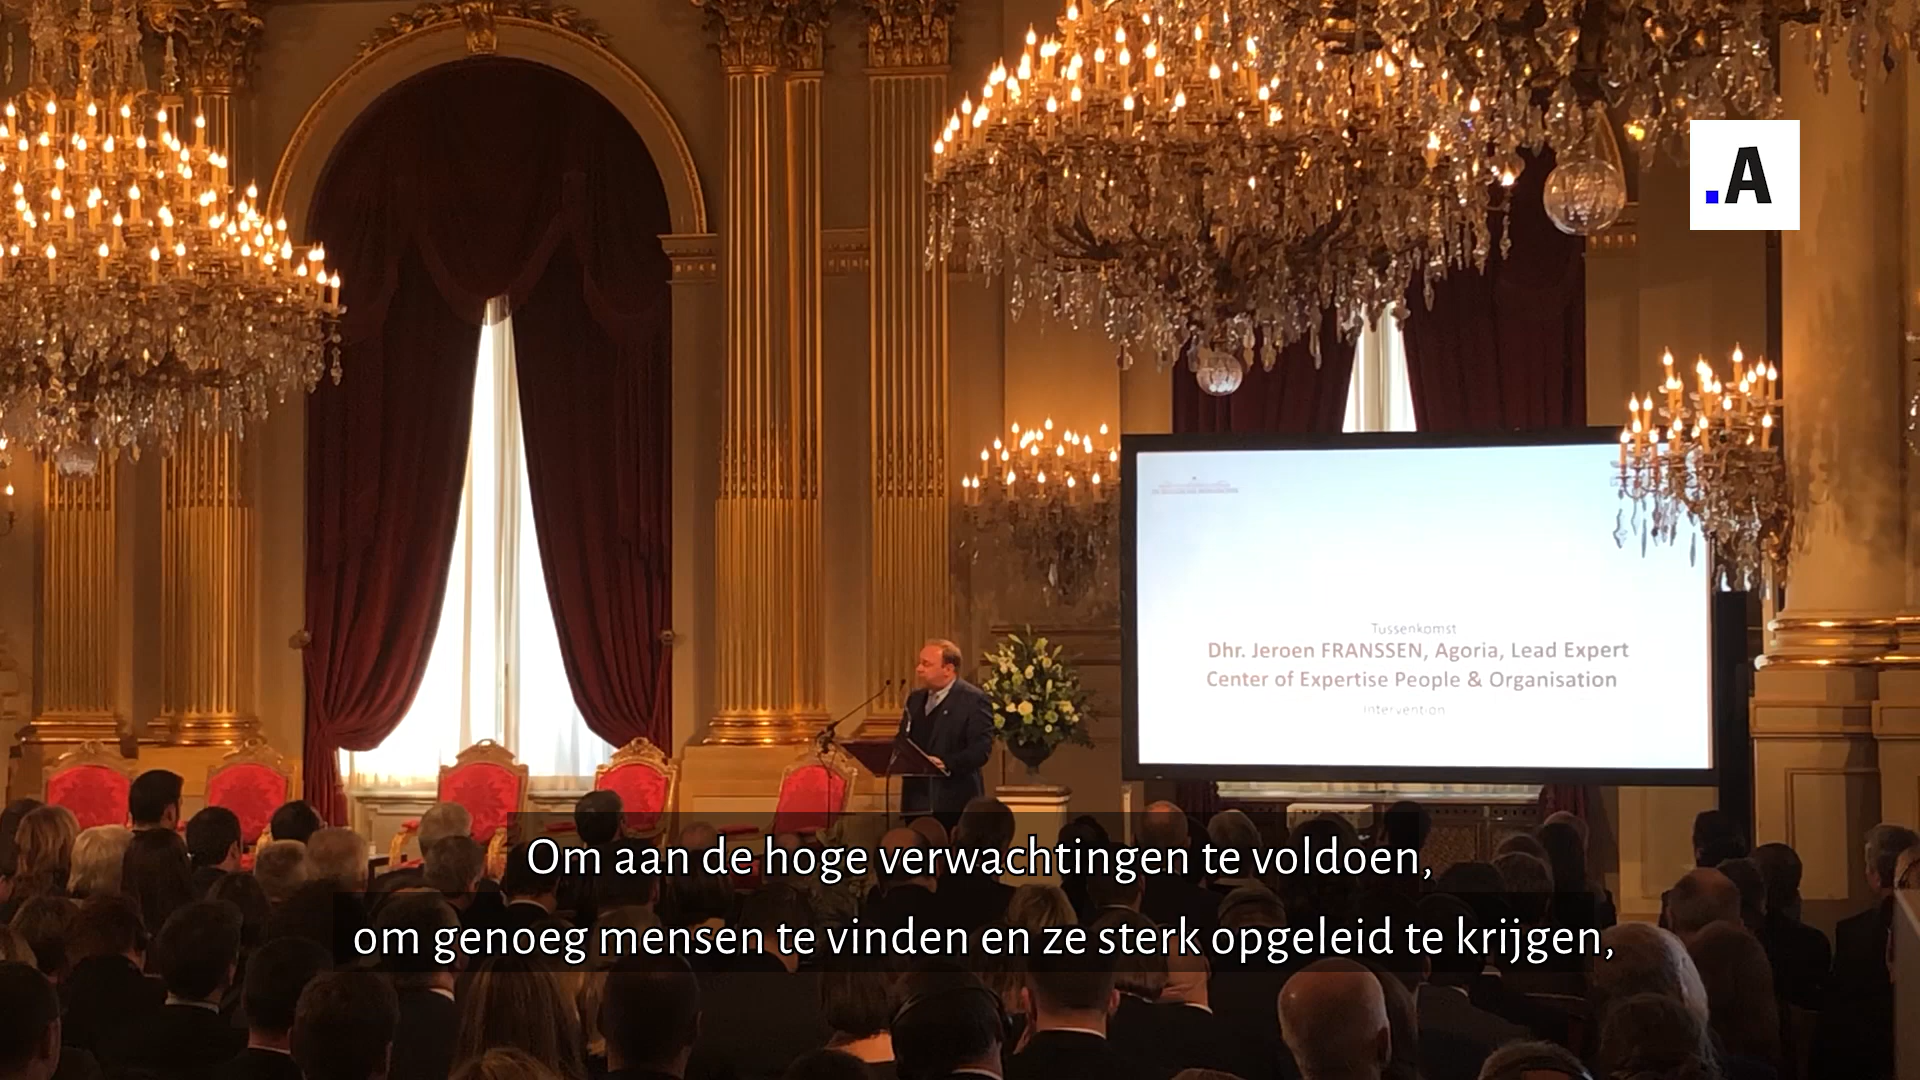 .A
Tussenkomst
Dhr. Jeroen FRANSSEN, Agoria, Lead Expert
Center of Expertise People & Organisation
Intervention
Om aan de hoge verwachtingen te voldoen,
om genoeg mensen te vinden en ze sterk opgeleid te krijgen,